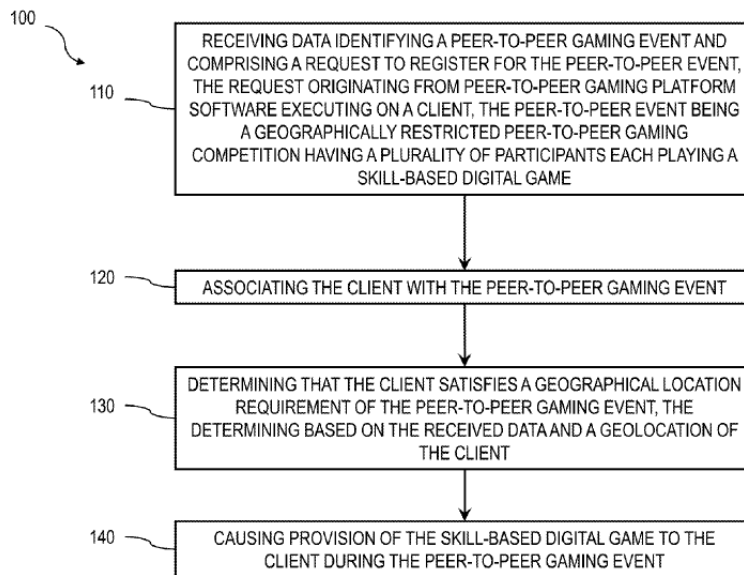 100
110
RECEIVING DATA IDENTIFYING A PEER-TO-PEER GAMING EVENT AND
COMPRISING A REQUEST TO REGISTER FOR THE PEER-TO-PEER EVENT,
THE REQUEST ORIGINATING FROM PEER-TO-PEER GAMING PLATFORM
SOFTWARE EXECUTING ON A CLIENT, THE PEER-TO-PEER EVENT BEING
A GEOGRAPHICALLY RESTRICTED PEER-TO-PEER GAMING
COMPETITION HAVING A PLURALITY OF PARTICIPANTS EACH PLAYING A
SKILL-BASED DIGITAL GAME
120
ASSOCIATING THE CLIENT WITH THE PEER-TO-PEER GAMING EVENT
130
DETERMINING THAT THE CLIENT SATISFIES A GEOGRAPHICAL LOCATION
REQUIREMENT OF THE PEER-TO-PEER GAMING EVENT, THE
DETERMINING BASED ON THE RECEIVED DATA AND A GEOLOCATION OF
THE CLIENT
140
CAUSING PROVISION OF THE SKILL-BASED DIGITAL GAME TO THE
CLIENT DURING THE PEER-TO-PEER GAMING EVENT